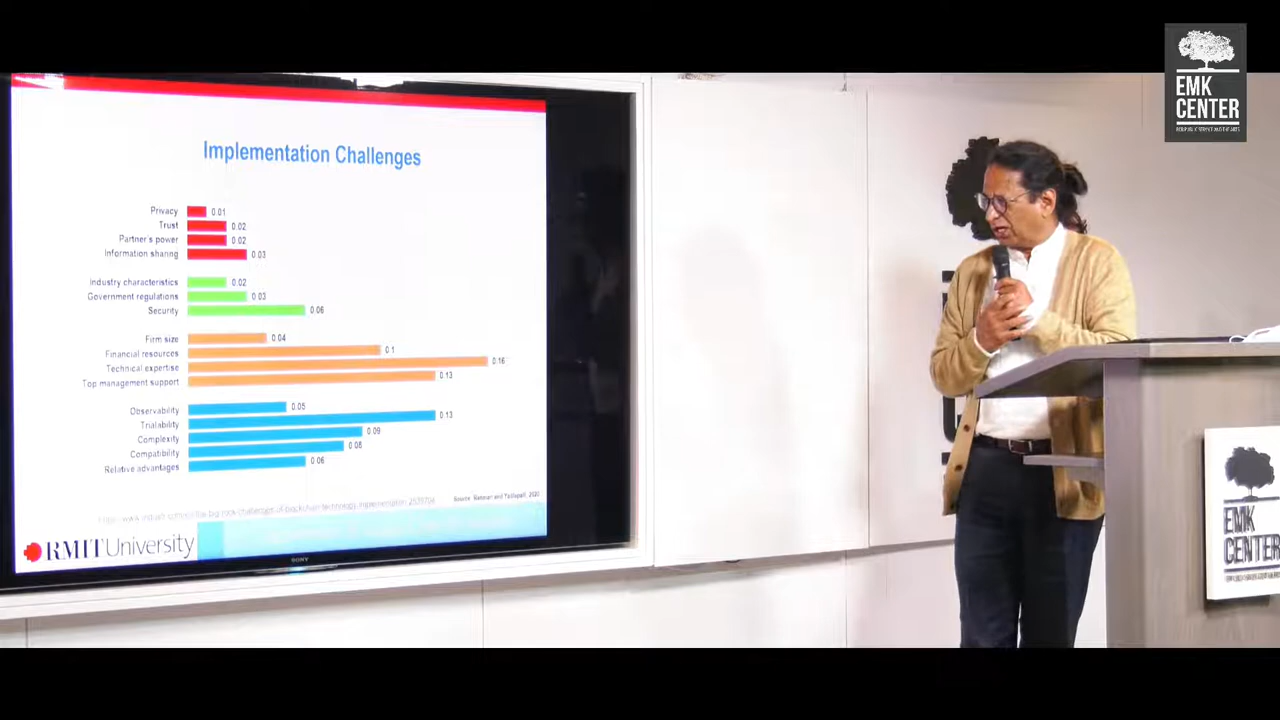 Implementation Challenges
Privacy 0.01
Trust 0.02
Partner's power 0.02
Information sharing 0.03
Industry characteristics 0.02
Government regulations 0.03
Security 0.06
Firm size 0.04
Financial resources 0.1
Technical expertise 0.16
Top management support 0.13
Observability 0.05
Trialability 0.13
Complexity 0.09
Compatibility 0.08
Relative advantages 0.06
2020
RMIT University
SONY
EMK
CENTER
EMK
CENTER